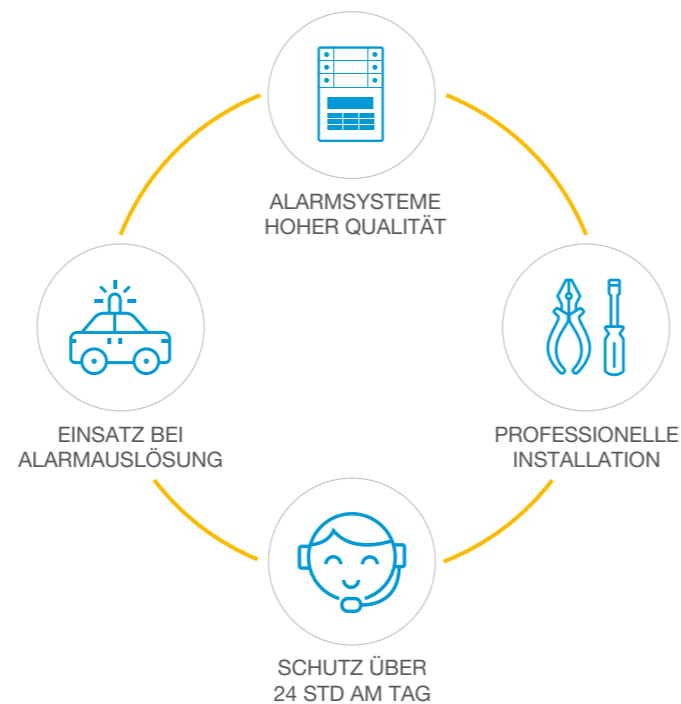 ALARMSYSTEME
HOHER QUALITÄT
EINSATZ BEI
ALARMAUSLÖSUNG
PROFESSIONELLE
INSTALLATION
SCHUTZ ÜBER
24 STD AM TAG